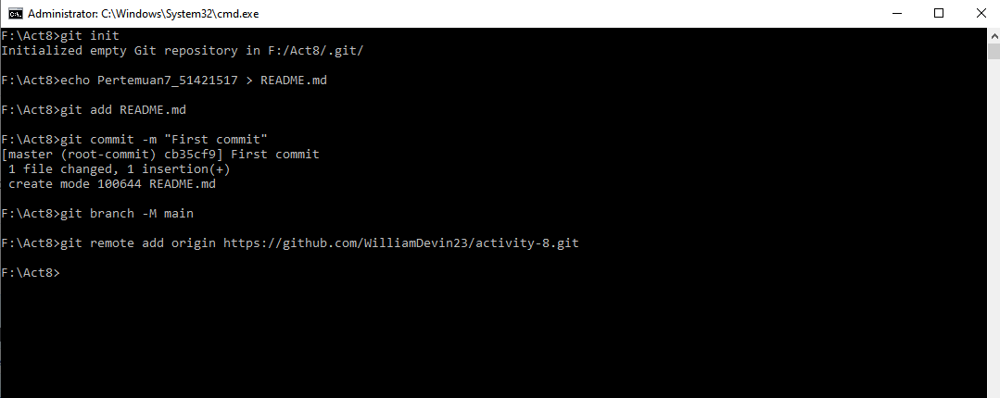 Administrator: C:\Windows\System32\cmd.exe
F:\Act8>git init
Initialized empty Git repository in F:/Act8/.git/
F:\Act8>echo Pertemuan7_51421517 > README.md
F:\Act8>git add README.md
F:\Act8>git commit -m "First commit"
[master (root-commit) cb35cf9] First commit
 1 file changed, 1 insertion(+)
 create mode 100644 README.md
F:\Act8>git branch -M main
F:\Act8>git remote add origin https://github.com/WilliamDevin23/activity-8.git
F:\Act8>